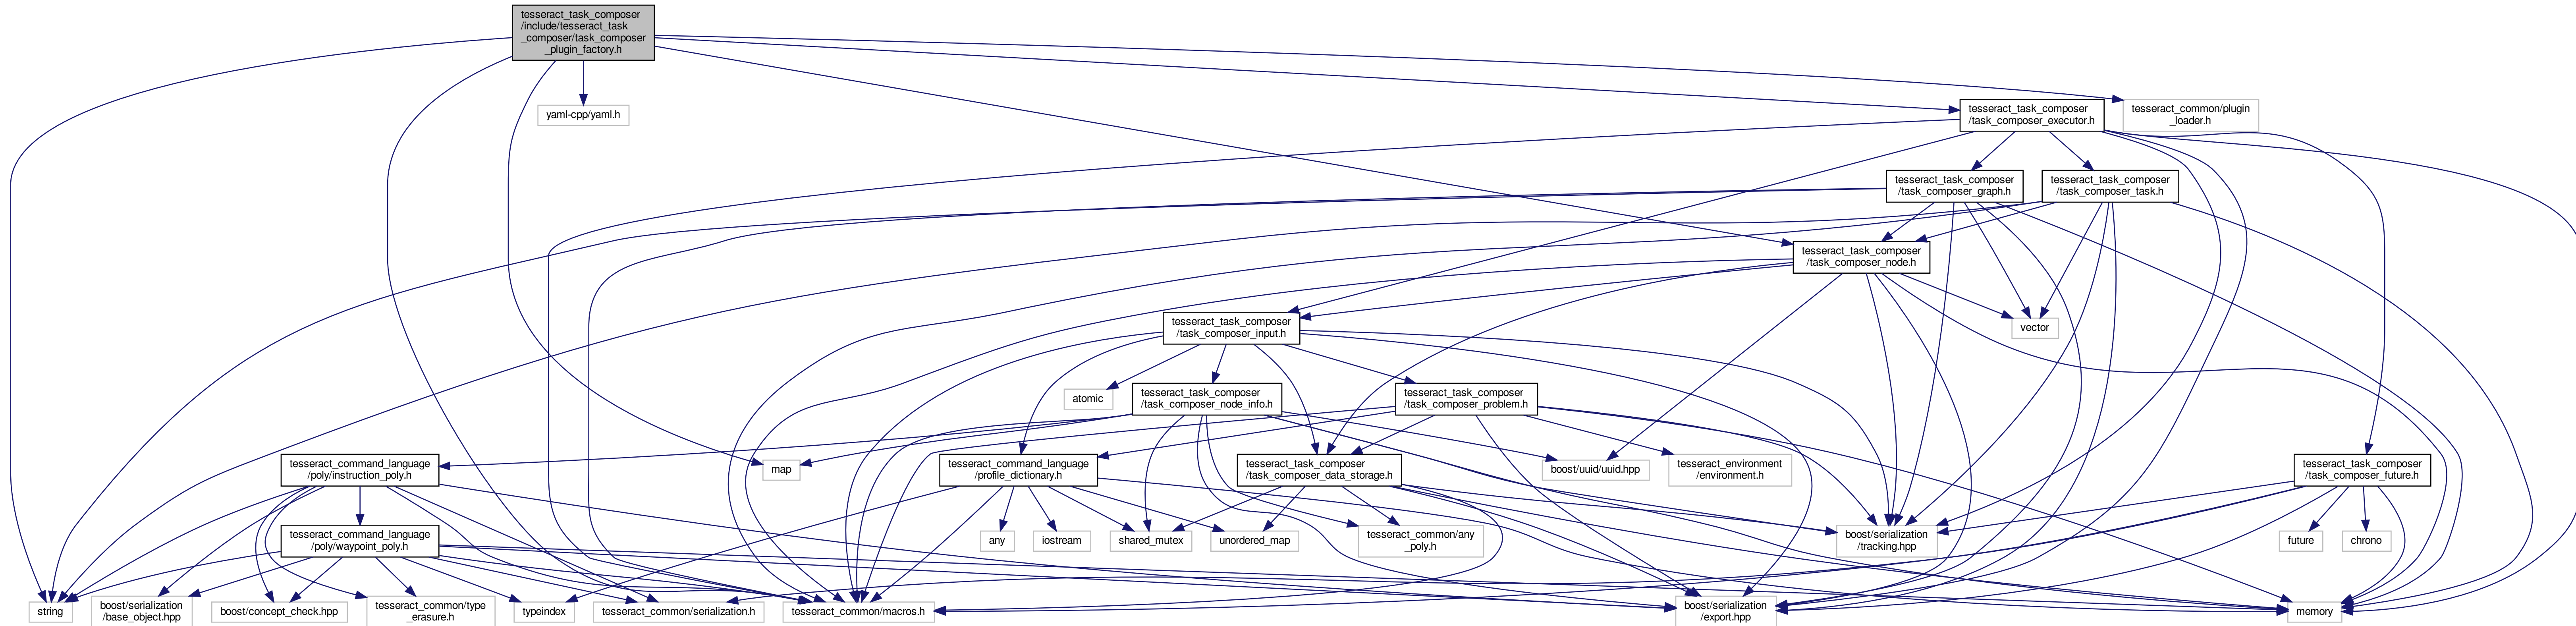 tesseract_task_composer
/include/tesseract_task
_composer/task_composer
_plugin_factory.h
yaml-cpp/yaml.h
tesseract_task_composer
/task_composer_executor.h
tesseract_common/plugin
_loader.h
tesseract_task_composer
/task_composer_graph.h
tesseract_task_composer
/task_composer_task.h
tesseract_task_composer
/task_composer_node.h
tesseract_task_composer
/task_composer_input.h
vector
atomic
tesseract_task_composer
/task_composer_node_info.h
tesseract_task_composer
/task_composer_problem.h
tesseract_command_language
/poly/instruction_poly.h
map
tesseract_command_language
/profile_dictionary.h
tesseract_task_composer
/task_composer_data_storage.h
boost/uuid/uuid.hpp
tesseract_environment
/environment.h
tesseract_task_composer
/task_composer_future.h
tesseract_command_language
/poly/waypoint_poly.h
any
iostream
shared_mutex
unordered_map
tesseract_common/any
_poly.h
boost/serialization
/tracking.hpp
future
chrono
string
boost/serialization
/base_object.hpp
boost/concept_check.hpp
tesseract_common/type
_erasure.h
typeindex
tesseract_common/serialization.h
tesseract_common/macros.h
boost/serialization
/export.hpp
memory